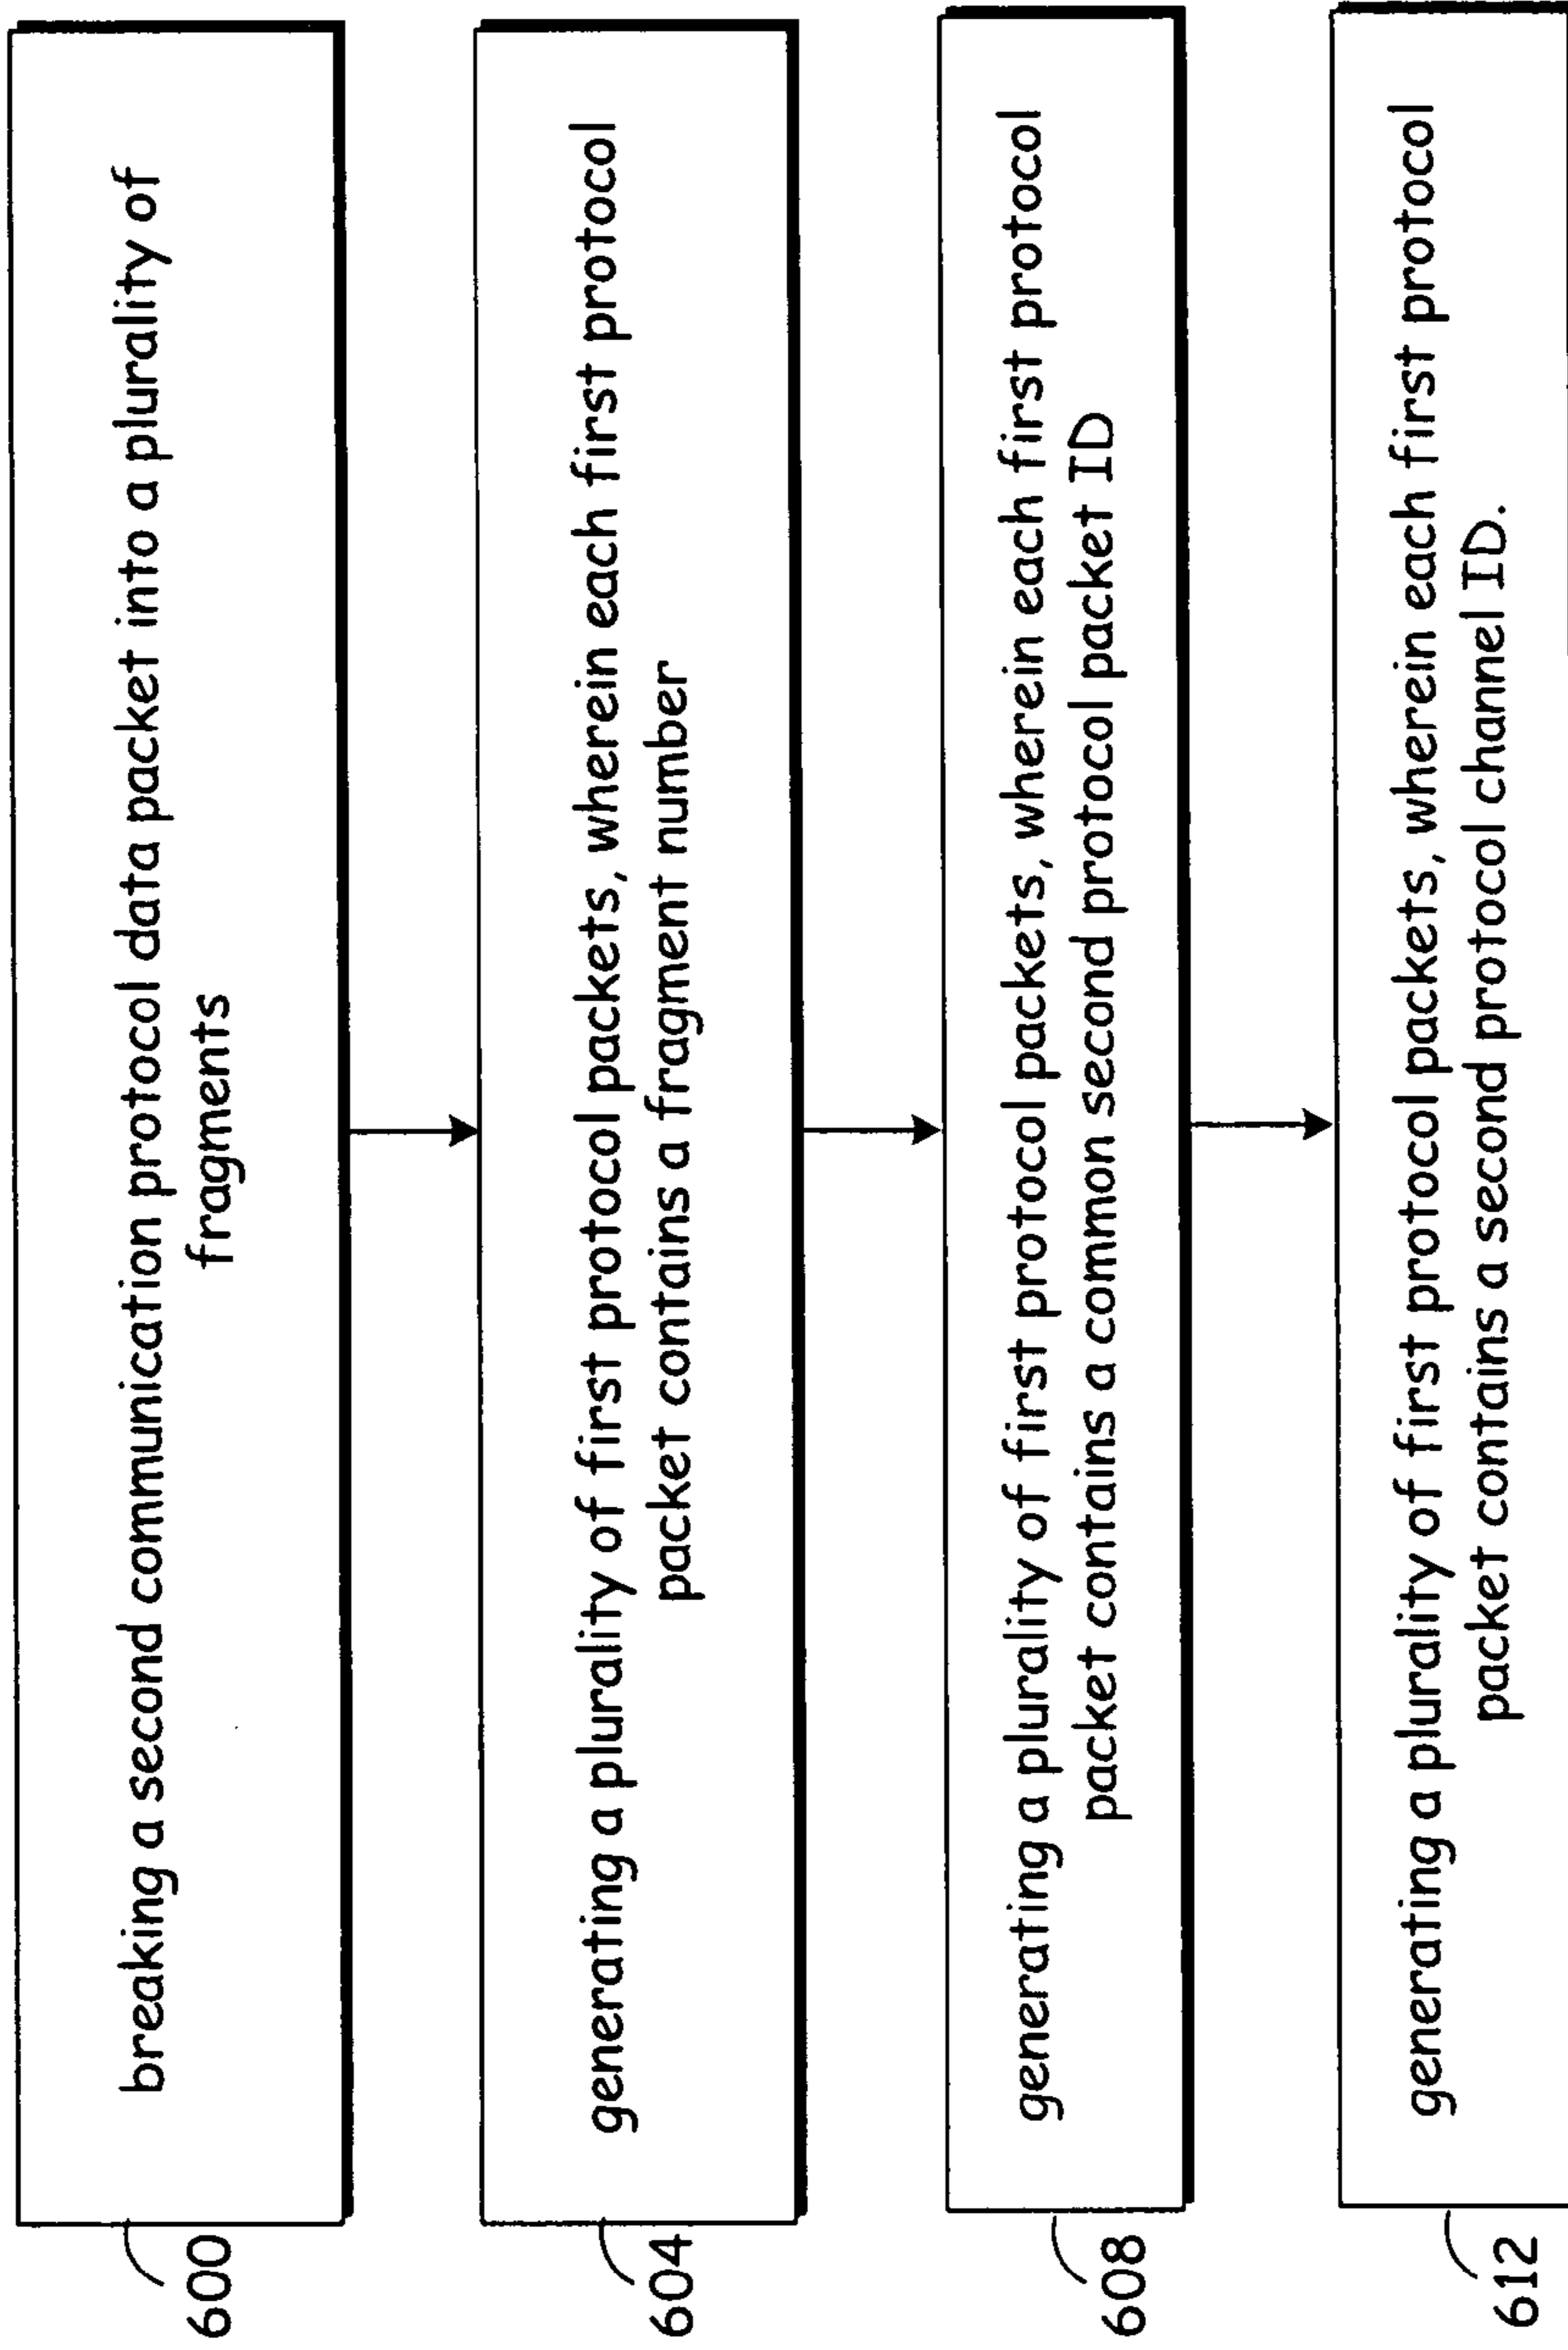 breaking a second communication protocol data packet into a plurality of
fragments
600
generating a plurality of first protocol packets, wherein each first protocol
packet contains a fragment number
604
generating a plurality of first protocol packets, wherein each first protocol
packet contains a common second protocol packet ID
608
generating a plurality of first protocol packets, wherein each first protocol
packet contains a second protocol channel ID.
612